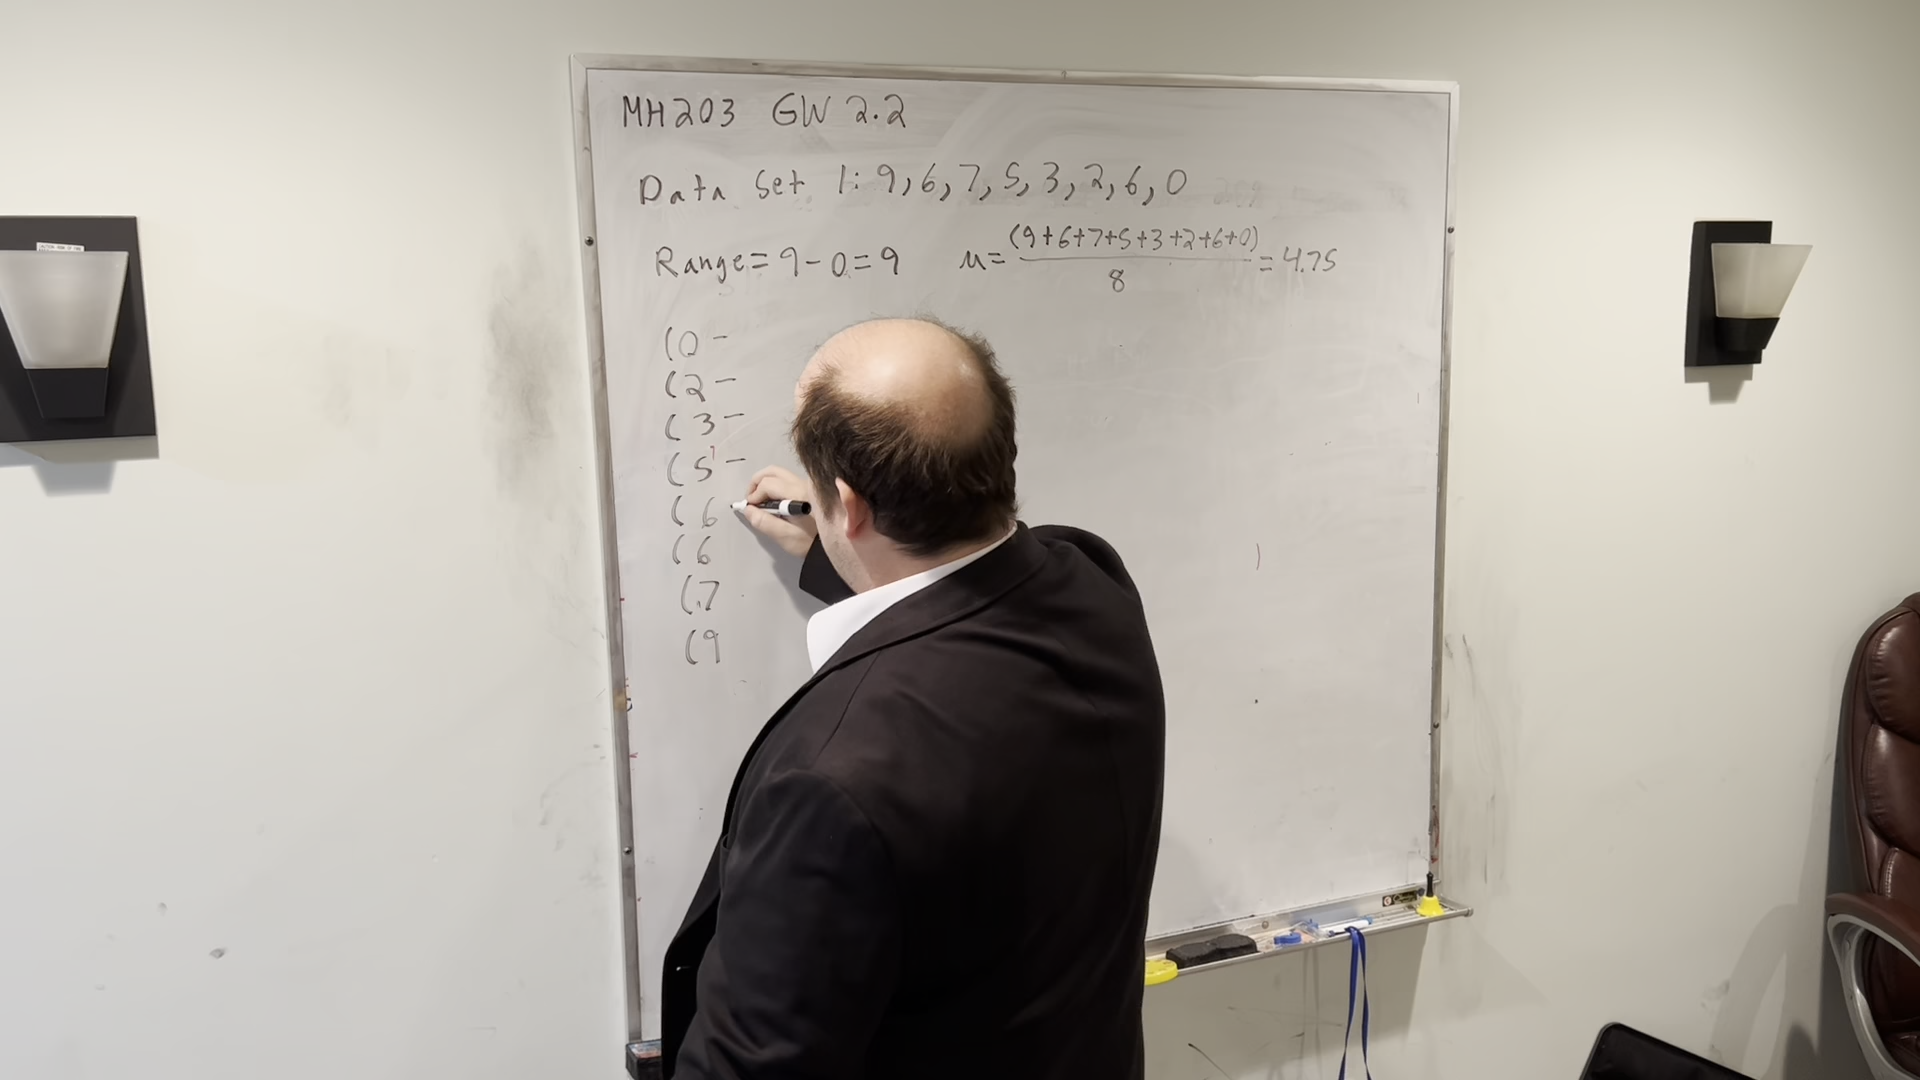 MH203 GW 2.2
Data Set 1: 9, 6, 7, 5, 3, 2, 6, 0
Range = 9 - 0 = 9 μ = (9+6+7+5+3+2+6+0) / 8 = 4.75
(0 -
(2 -
(3 -
(5 -
(6
(6
(7
(9